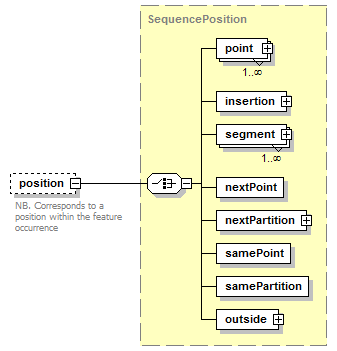 SequencePosition
point
1..∞
insertion
segment
1..∞
position
nextPoint
NB. Corresponds to a
position within the feature
occurrence
nextPartition
samePoint
samePartition
outside